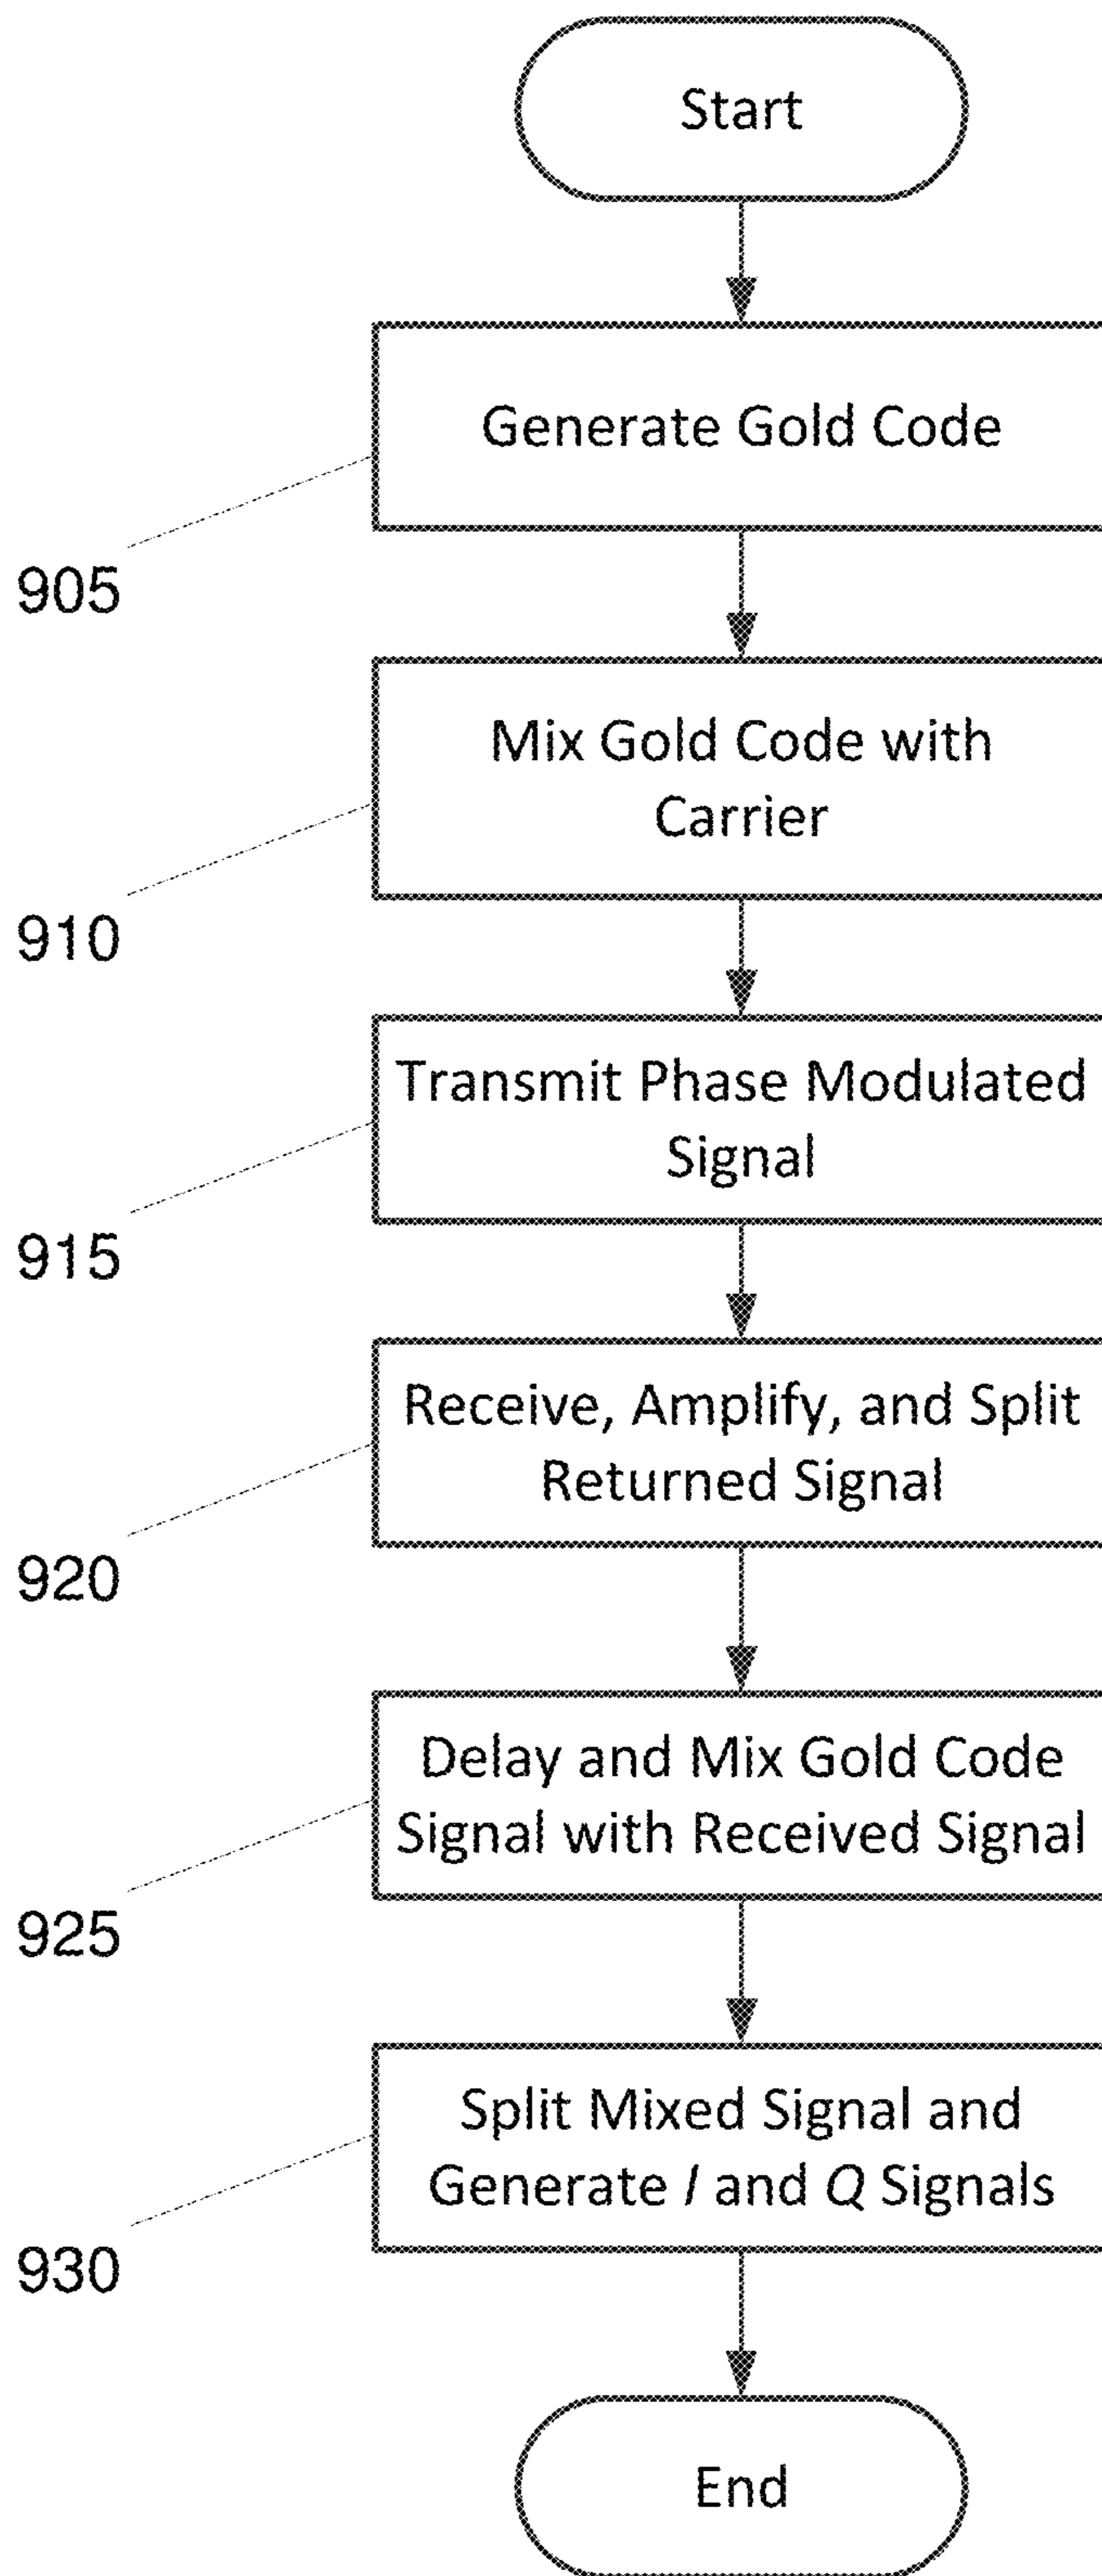 Start
Generate Gold Code
905
Mix Gold Code with
Carrier
910
Transmit Phase Modulated
Signal
915
Receive, Amplify, and Split
Returned Signal
920
Delay and Mix Gold Code
Signal with Received Signal
925
Split Mixed Signal and
Generate I and Q Signals
930
End